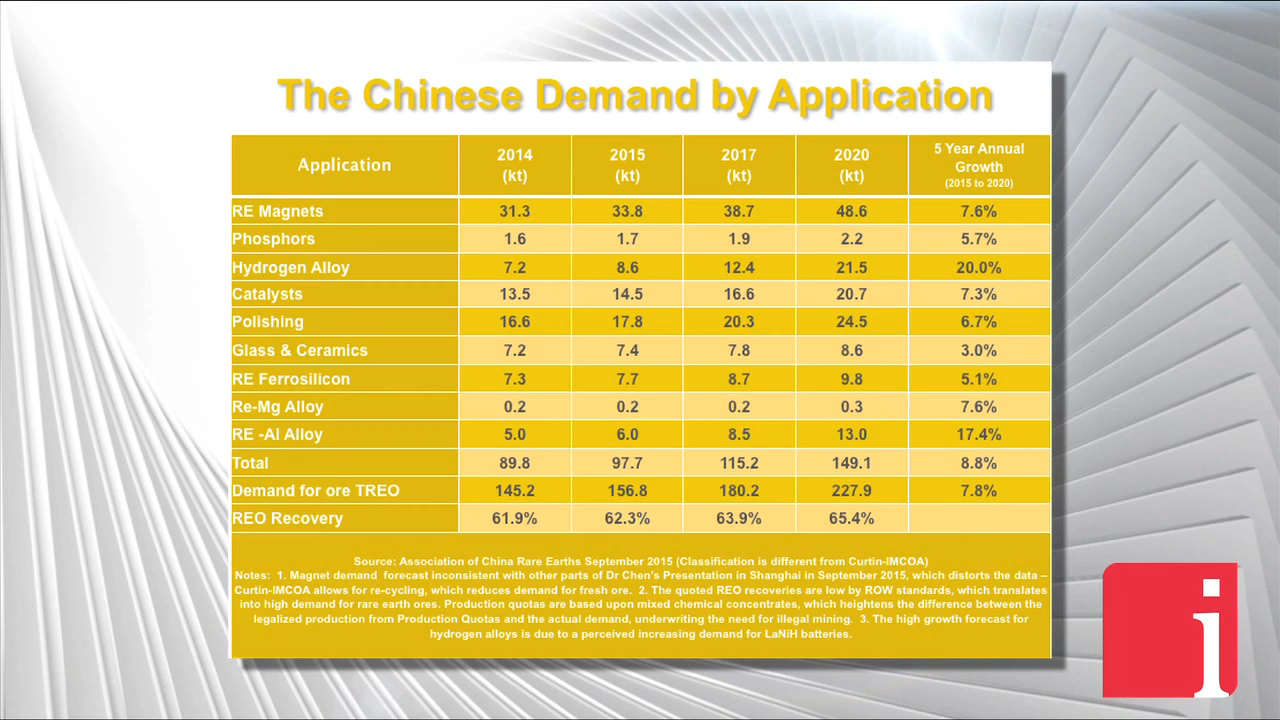 The Chinese Demand by Application
Application 2014 (kt) 2015 (kt) 2017 (kt) 2020 (kt) 5 Year Annual Growth (2015 to 2020)
RE Magnets 31.3 33.8 38.7 48.6 7.6%
Phosphors 1.6 1.7 1.9 2.2 5.7%
Hydrogen Alloy 7.2 8.6 12.4 21.5 20.0%
Catalysts 13.5 14.5 16.6 20.7 7.3%
Polishing 16.6 17.8 20.3 24.5 6.7%
Glass & Ceramics 7.2 7.4 7.8 8.6 3.0%
RE Ferrosilicon 7.3 7.7 8.7 9.8 5.1%
Re-Mg Alloy 0.2 0.2 0.2 0.3 7.6%
RE -Al Alloy 5.0 6.0 8.5 13.0 17.4%
Total 89.8 97.7 115.2 149.1 8.8%
Demand for ore TREO 145.2 156.8 180.2 227.9 7.8%
REO Recovery 61.9% 62.3% 63.9% 65.4%
Source: Association of China Rare Earths September 2015 (Classification is different from Curtin-IMCOA)
Notes: 1. Magnet demand forecast inconsistent with other parts of Dr Chen's Presentation in Shanghai in September 2015, which distorts the data –
Curtin-IMCOA allows for re-cycling, which reduces demand for fresh ore. 2. The quoted REO recoveries are low by ROW standards, which translates
into high demand for rare earth ores. Production quotas are based upon mixed chemical concentrates, which heightens the difference between the
legalized production from Production Quotas and the actual demand, underwriting the need for illegal mining. 3. The high growth forecast for
hydrogen alloys is due to a perceived increasing demand for LaNiH batteries.
i